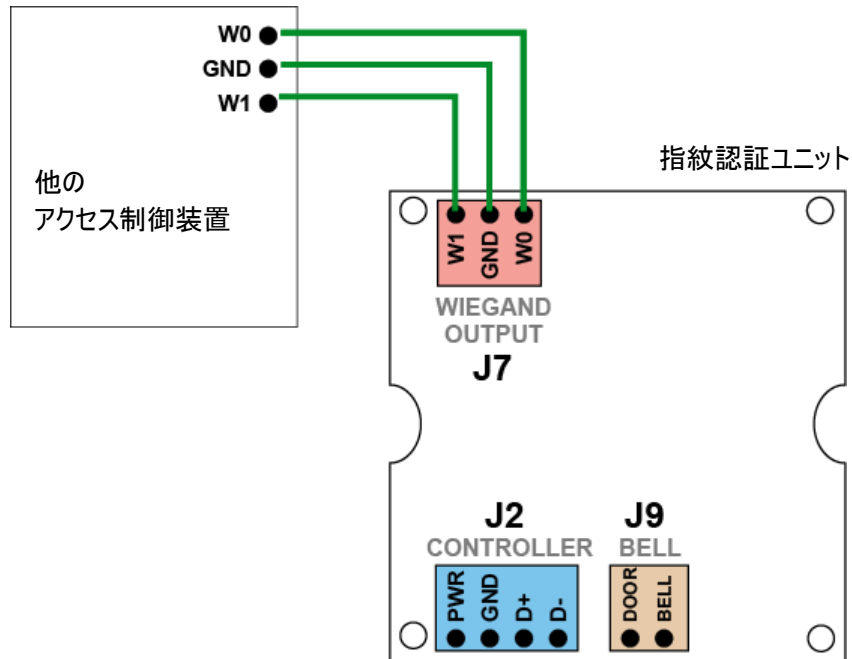 W0
GND
W1
他の
アクセス制御装置
指紋認証ユニット
W1
GND
W0
WIEGAND
OUTPUT
J7
J2
CONTROLLER
PWR
GND
D+
D-
J9
BELL
DOOR
BELL